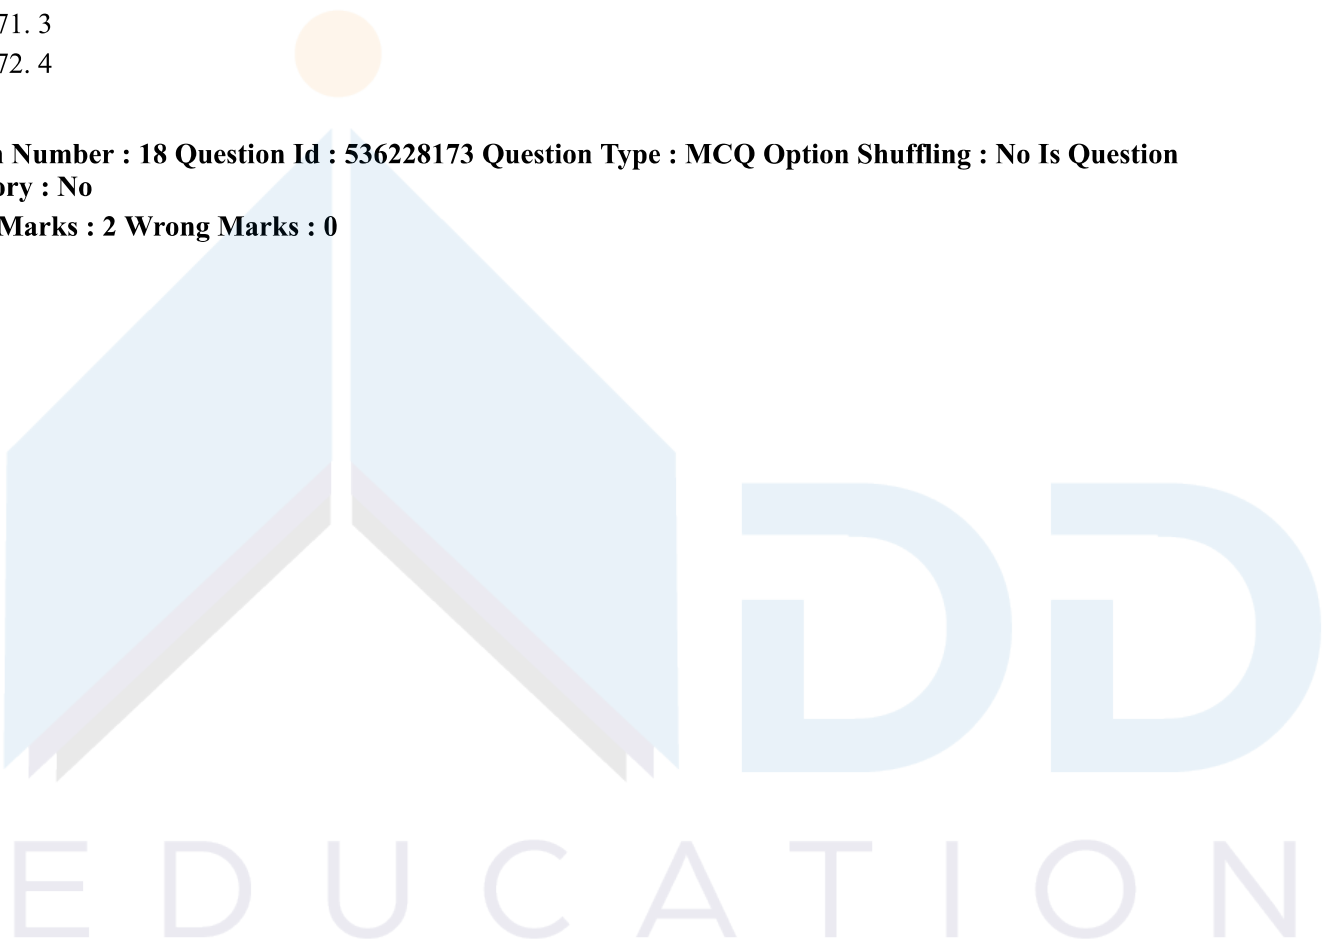 71. 3
72. 4
n Number : 18 Question Id : 536228173 Question Type : MCQ Option Shuffling : No Is Question
ory : No
Marks : 2 Wrong Marks : 0
DD
EDUCATION